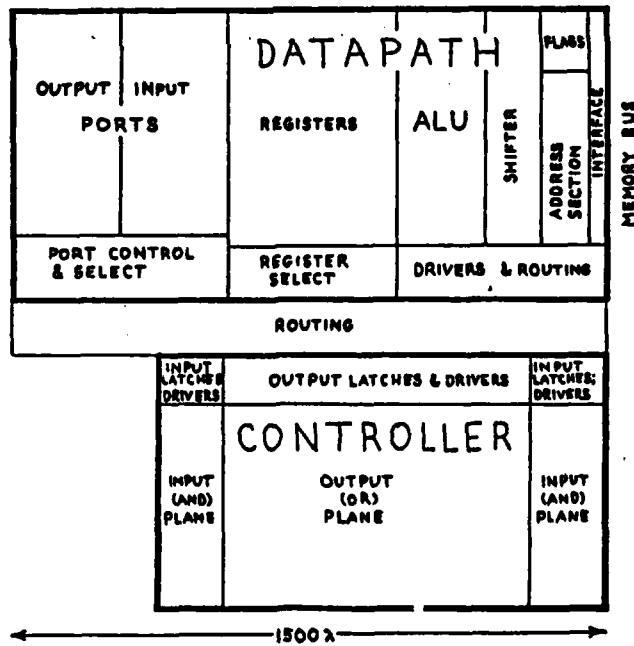 DATAPATH
OUTPUT INPUT
PORTS
REGISTERS
ALU
SHIFTER
FLAGS
ADDRESS
SECTION
INTERFACE
MEMORY BUS
PORT CONTROL
& SELECT
REGISTER
SELECT
DRIVERS & ROUTING
ROUTING
INPUT
LATCHES
DRIVERS
OUTPUT LATCHES & DRIVERS
INPUT
LATCHES;
DRIVERS
CONTROLLER
INPUT
(AND)
PLANE
OUTPUT
(OR)
PLANE
INPUT
(AND)
PLANE
1500λ